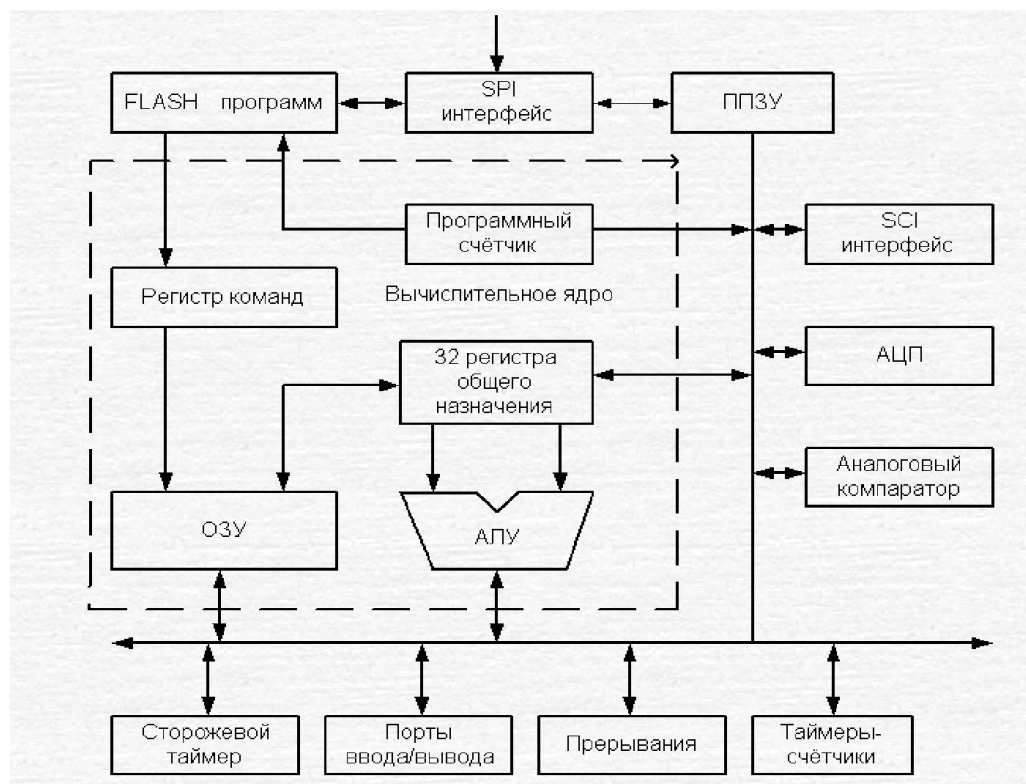 FLASH программ
SPI
интерфейс
ППЗУ
Программный
счётчик
SCI
интерфейс
Регистр команд
Вычислительное ядро
32 регистра
общего
назначения
АЦП
Аналоговый
компаратор
ОЗУ
АЛУ
Сторожевой
таймер
Порты
ввода/вывода
Прерывания
Таймеры-
счётчики